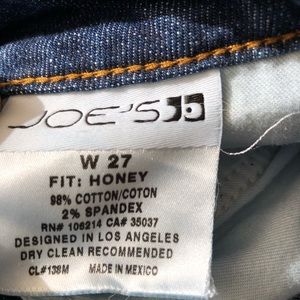 JOE'S
W 27
FIT: HONEY
98% COTTON/COTON
2% SPANDEX
RN# 106214 CA# 35037
DESIGNED IN LOS ANGELES
DRY CLEAN RECOMMENDED
CL# 138M MADE IN MEXICO